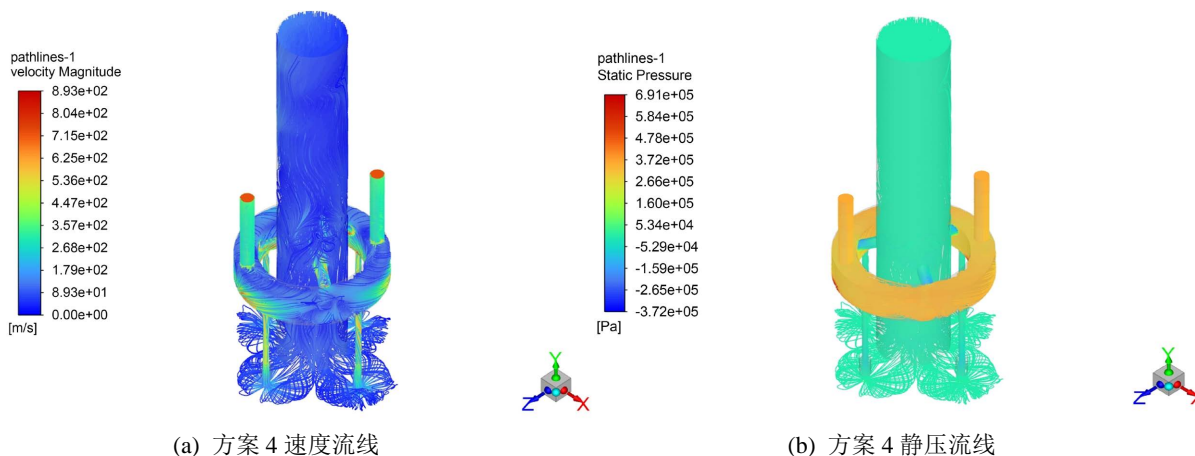 pathlines-1
velocity Magnitude
8.93e+02
8.04e+02
7.15e+02
6.25e+02
5.36e+02
4.47e+02
3.57e+02
2.68e+02
1.79e+02
8.93e+01
0.00e+00
[m/s]
Y
Z
X
(a) 方案 4 速度流线
pathlines-1
Static Pressure
6.91e+05
5.84e+05
4.78e+05
3.72e+05
2.66e+05
1.60e+05
5.34e+04
-5.29e+04
-1.59e+05
-2.65e+05
-3.72e+05
[Pa]
Y
Z
X
(b) 方案 4 静压流线